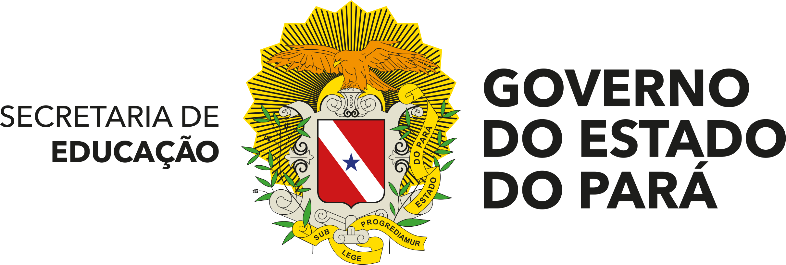 SECRETARIA DE
EDUCAÇÃO
ESTADO
DO PARÁ
SUB
LEGE
PROGREDIAMUR
GOVERNO
DO ESTADO
DO PARÁ